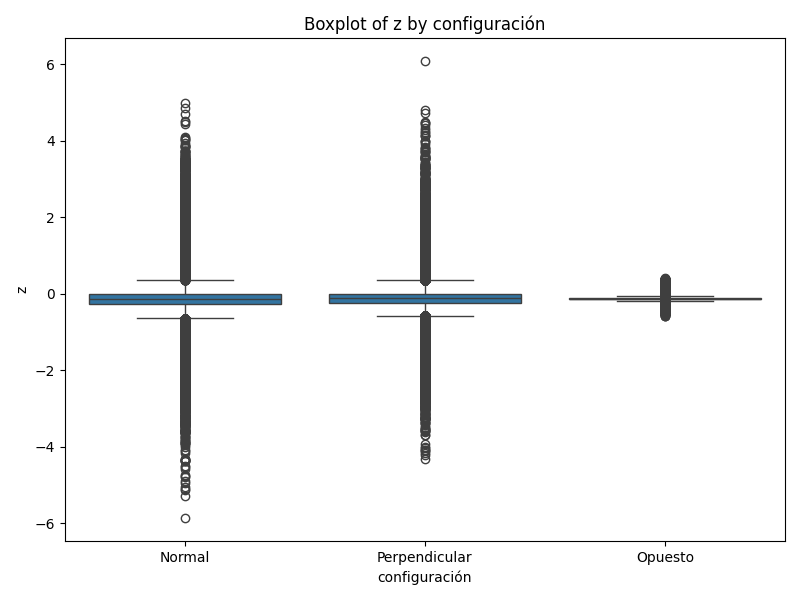 Boxplot of z by configuración
6
4
2
0
−2
−4
−6
z
Normal
Perpendicular
Opuesto
configuración